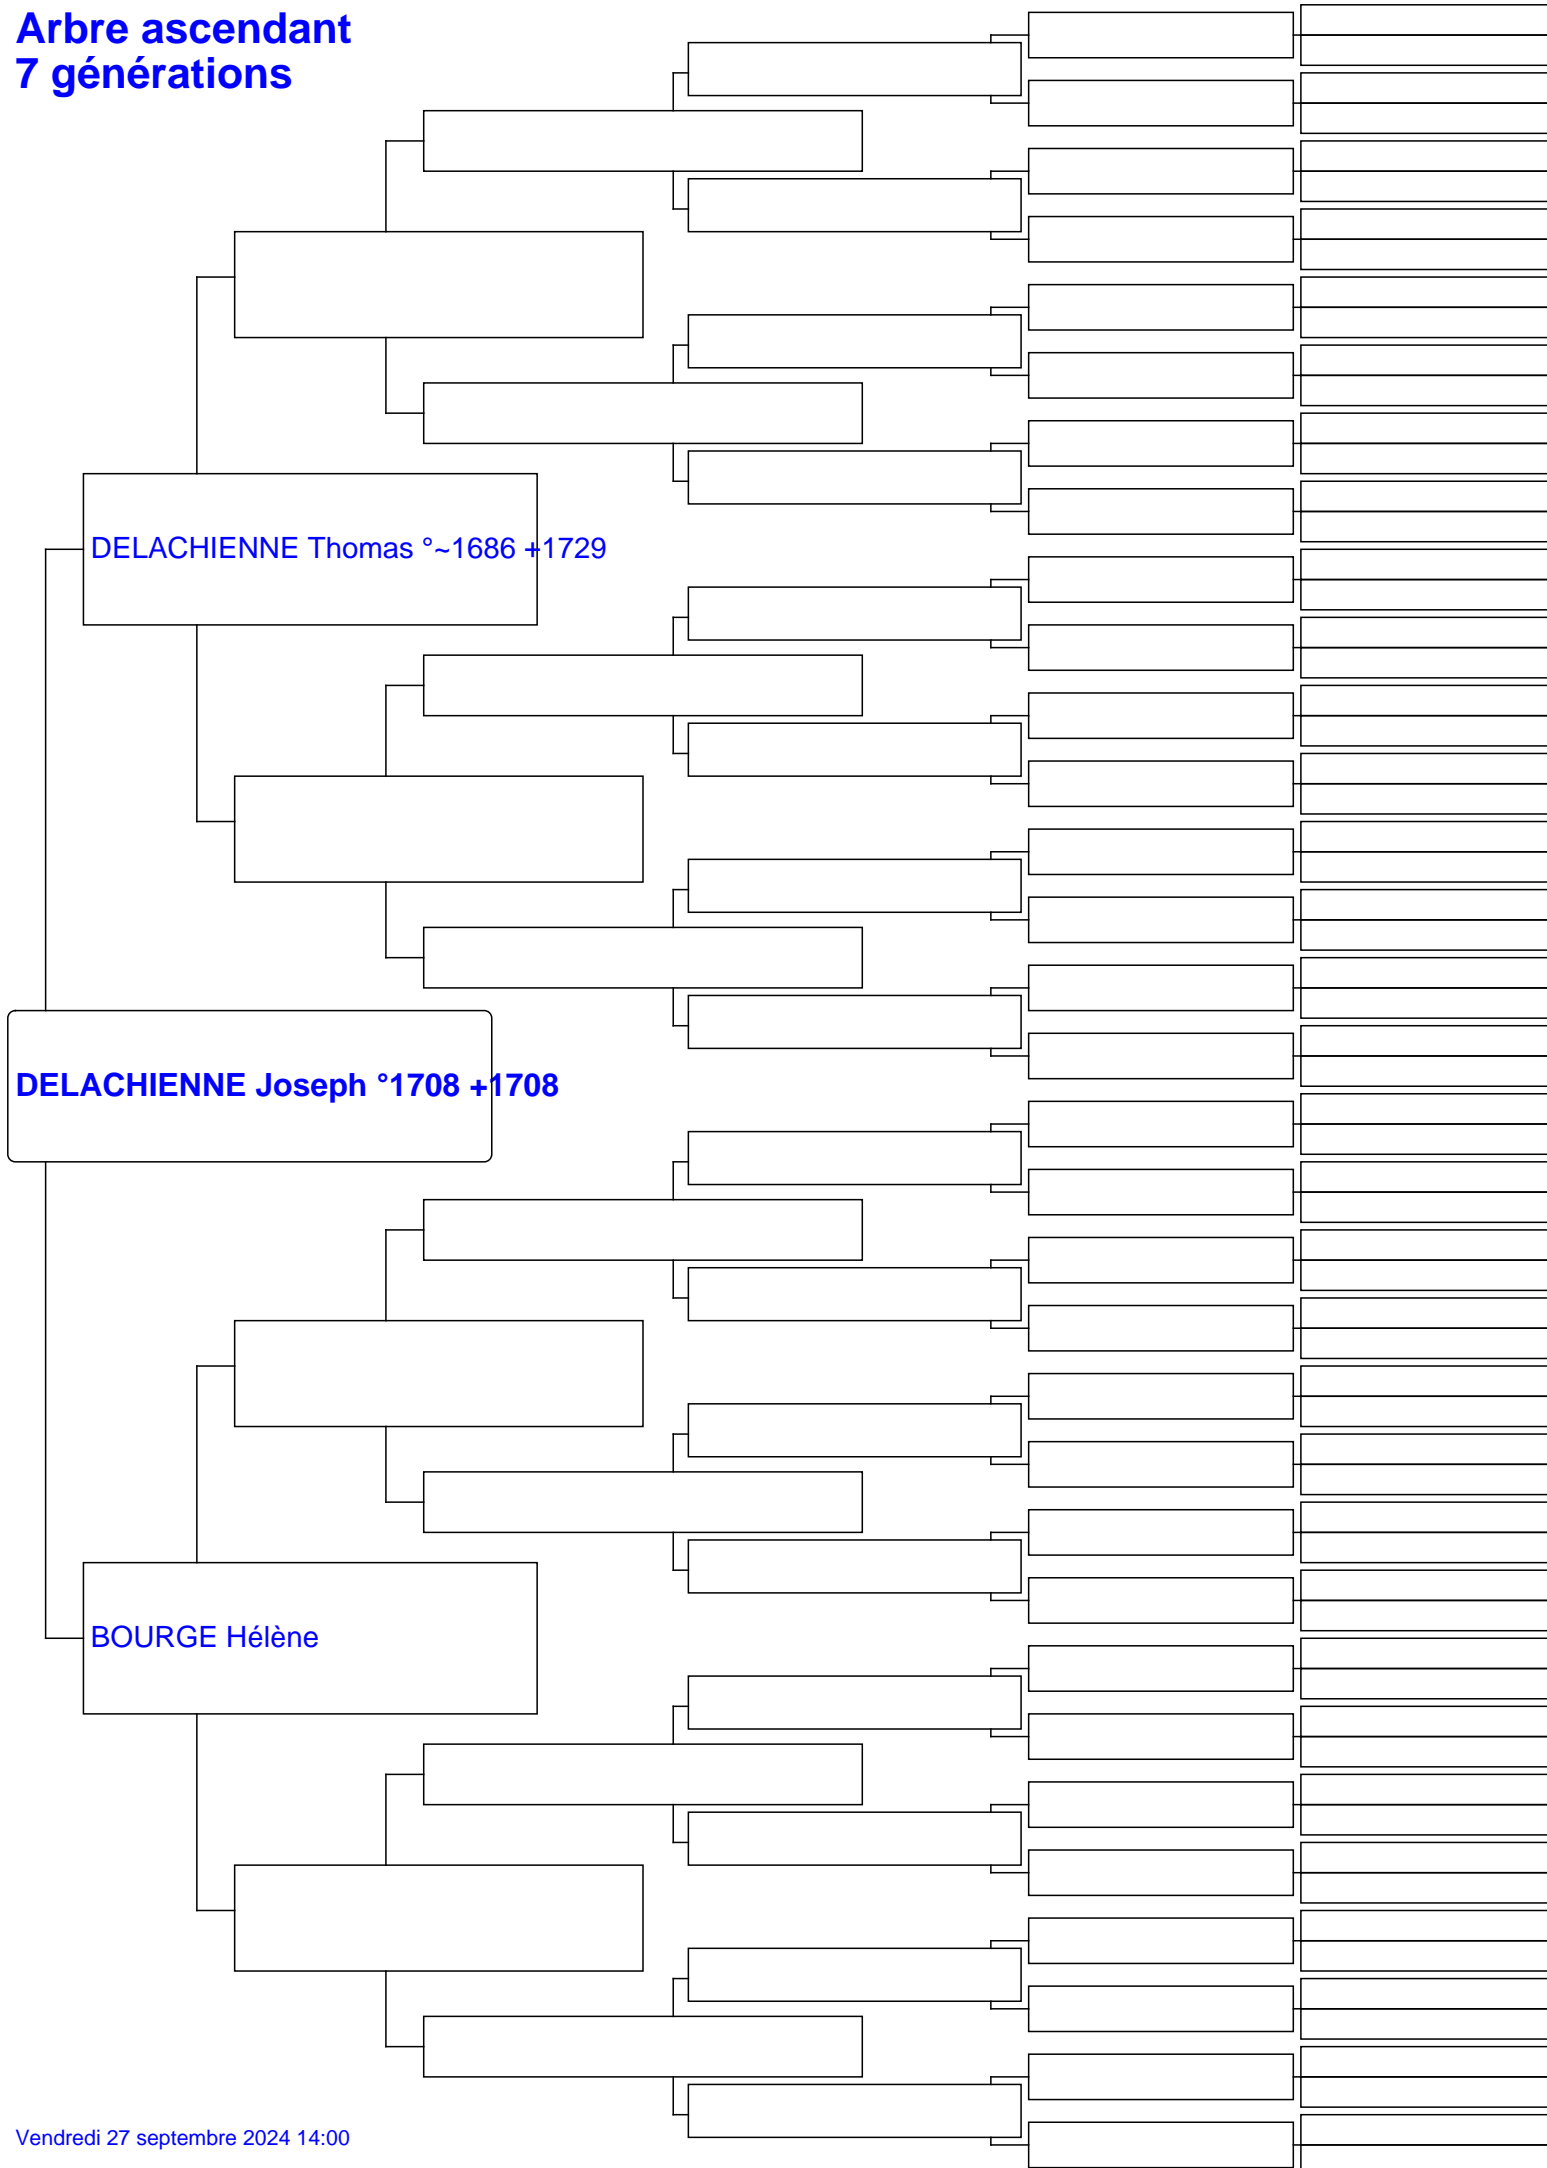 Arbre ascendant
7 générations
DELACHIENNE Thomas °~1686 +1729
DELACHIENNE Joseph °1708 +1708
BOURGE Hélène
Vendredi 27 septembre 2024 14:00